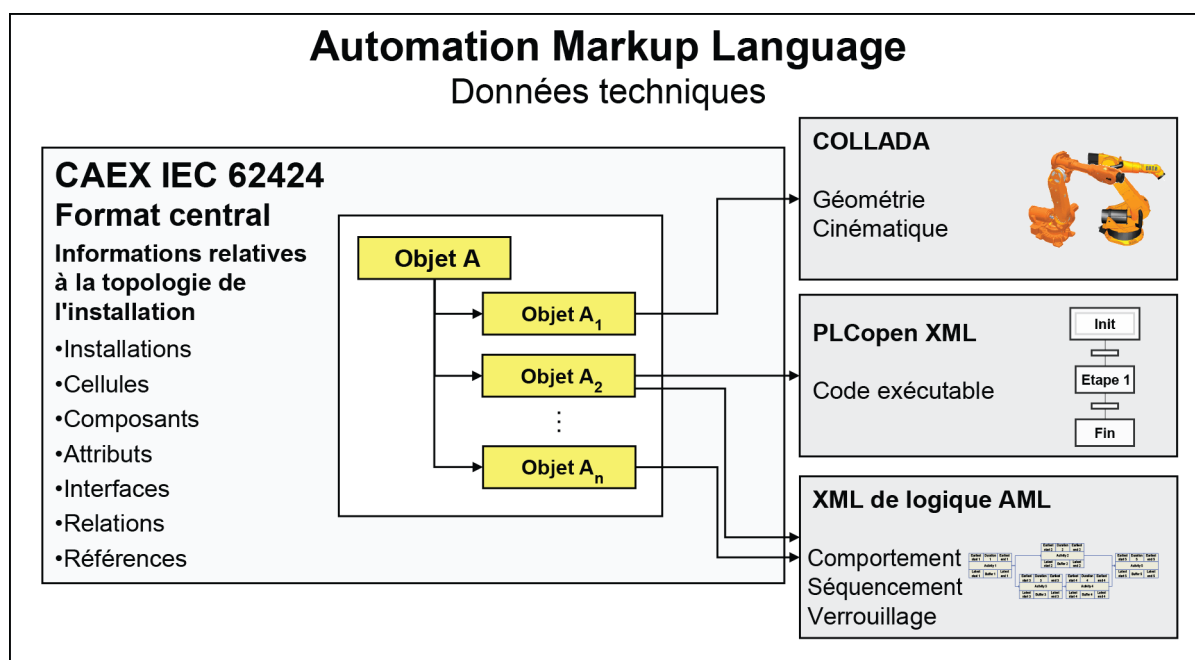 Automation Markup Language
Données techniques
CAEX IEC 62424
Format central
Informations relatives
à la topologie de
l'installation
•Installations
•Cellules
•Composants
•Attributs
•Interfaces
•Relations
•Références
Objet A
Objet A1
Objet A2
⋮
Objet An
COLLADA
Géométrie
Cinématique
PLCopen XML
Code exécutable
Init
Etape 1
Fin
XML de logique AML
Comportement
Séquencement
Verrouillage